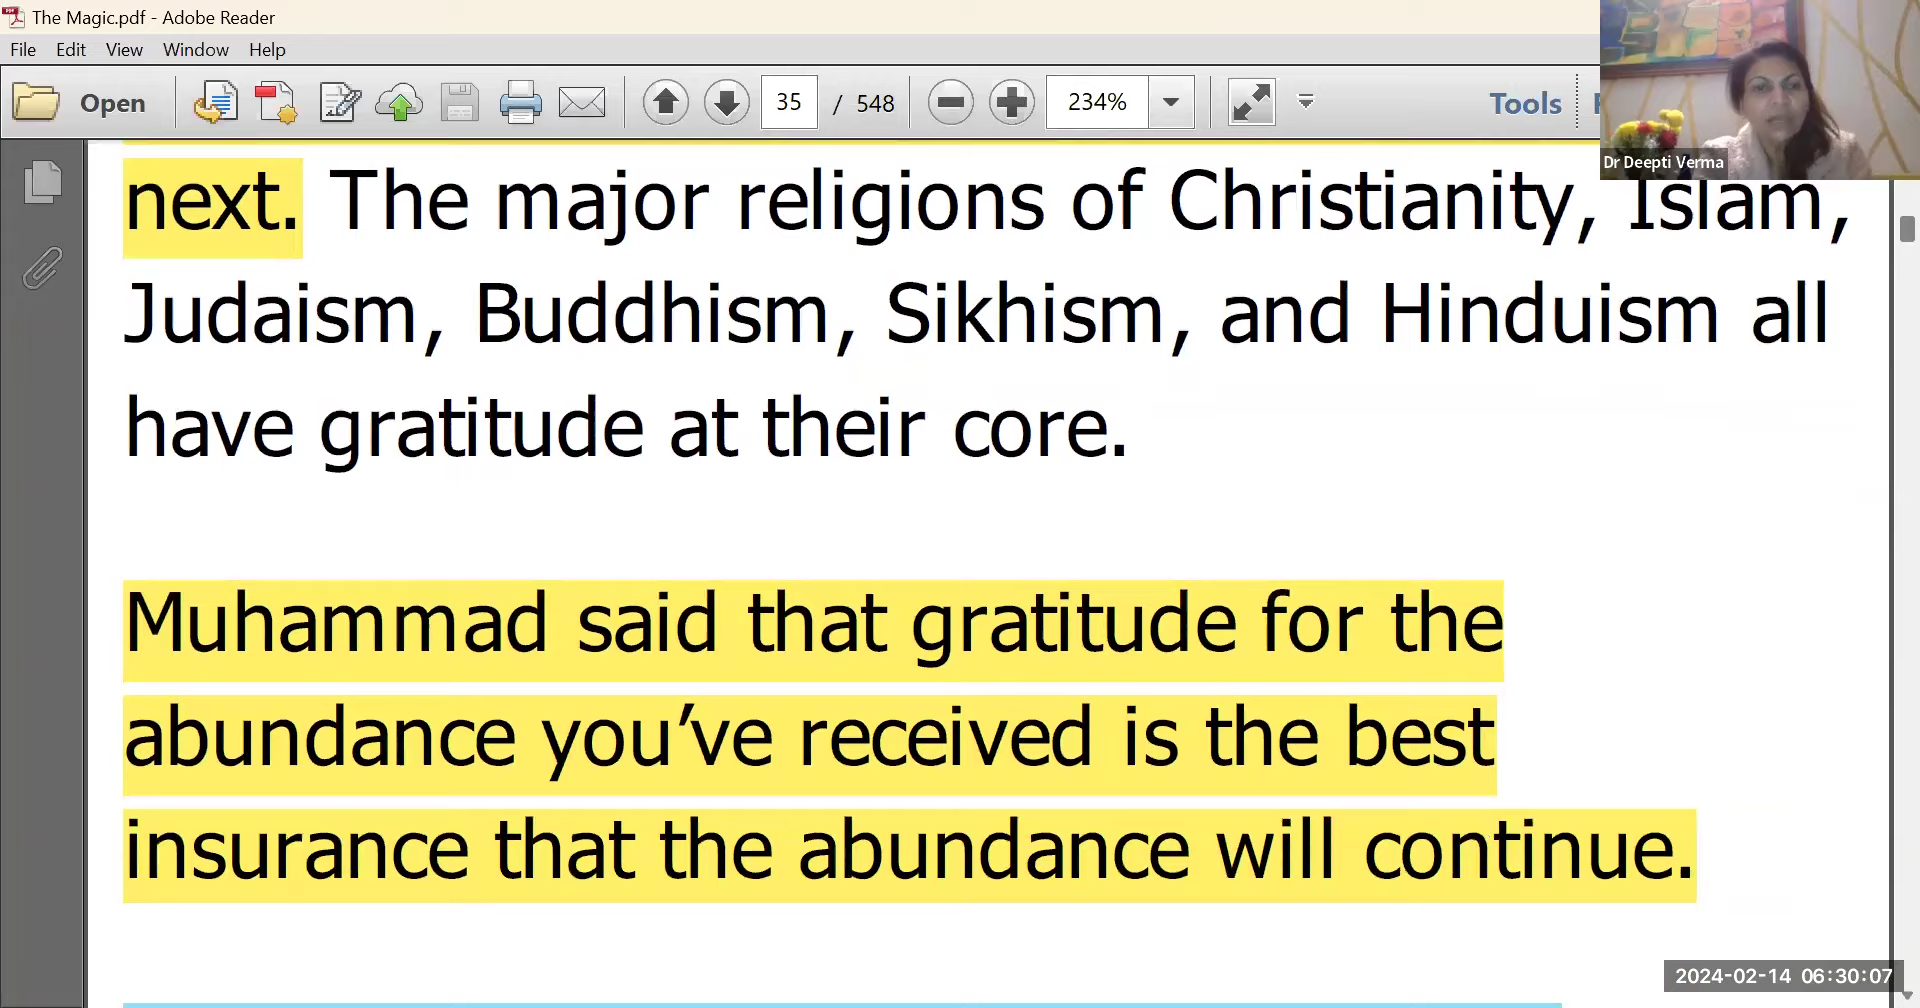 The Magic.pdf - Adobe Reader
File Edit View Window Help
Open 35 / 548 234% Tools
Dr Deepti Verma
next. The major religions of Christianity, Islam,
Judaism, Buddhism, Sikhism, and Hinduism all
have gratitude at their core.
Muhammad said that gratitude for the
abundance you’ve received is the best
insurance that the abundance will continue.
2024-02-14 06:30:07